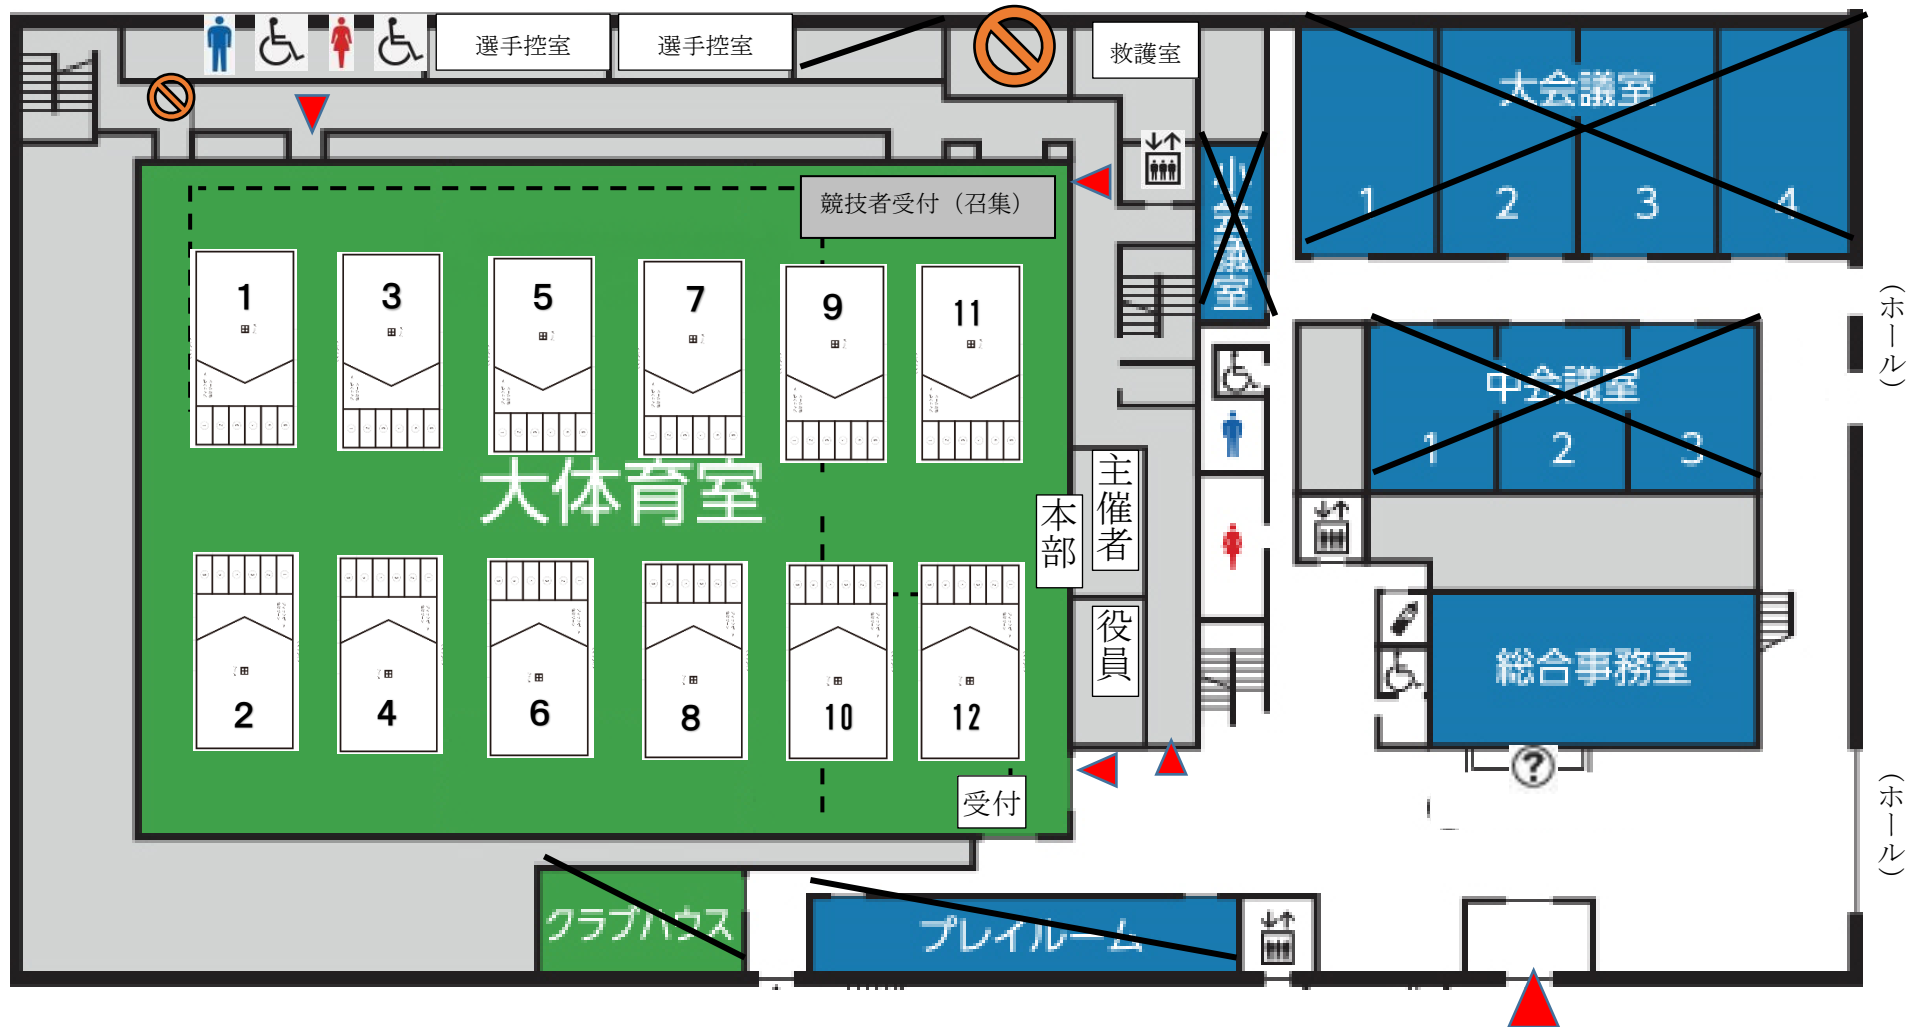 選手控室
選手控室
救護室
大会議室
1
2
3
4
小会議室
競技者受付（召集）
1
3
5
7
9
11
(ホール)
中会議室
1
2
3
大体育室
本部
主催者
役員
2
4
6
8
10
12
総合事務室
?
受付
(ホール)
クラブハウス
プレイルーム